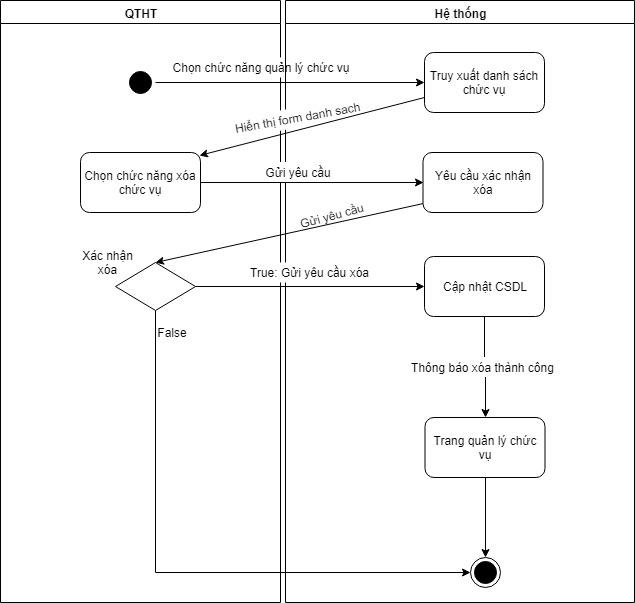 QTHT
Hệ thống
Chọn chức năng quản lý chức vụ
Truy xuất danh sách
chức vụ
Hiển thị form danh sach
Chọn chức năng xóa
chức vụ
Gửi yêu cầu
Yêu cầu xác nhận
xóa
Gửi yêu cầu
Xác nhận
xóa
True: Gửi yêu cầu xóa
Cập nhật CSDL
False
Thông báo xóa thành công
Trang quản lý chức
vụ